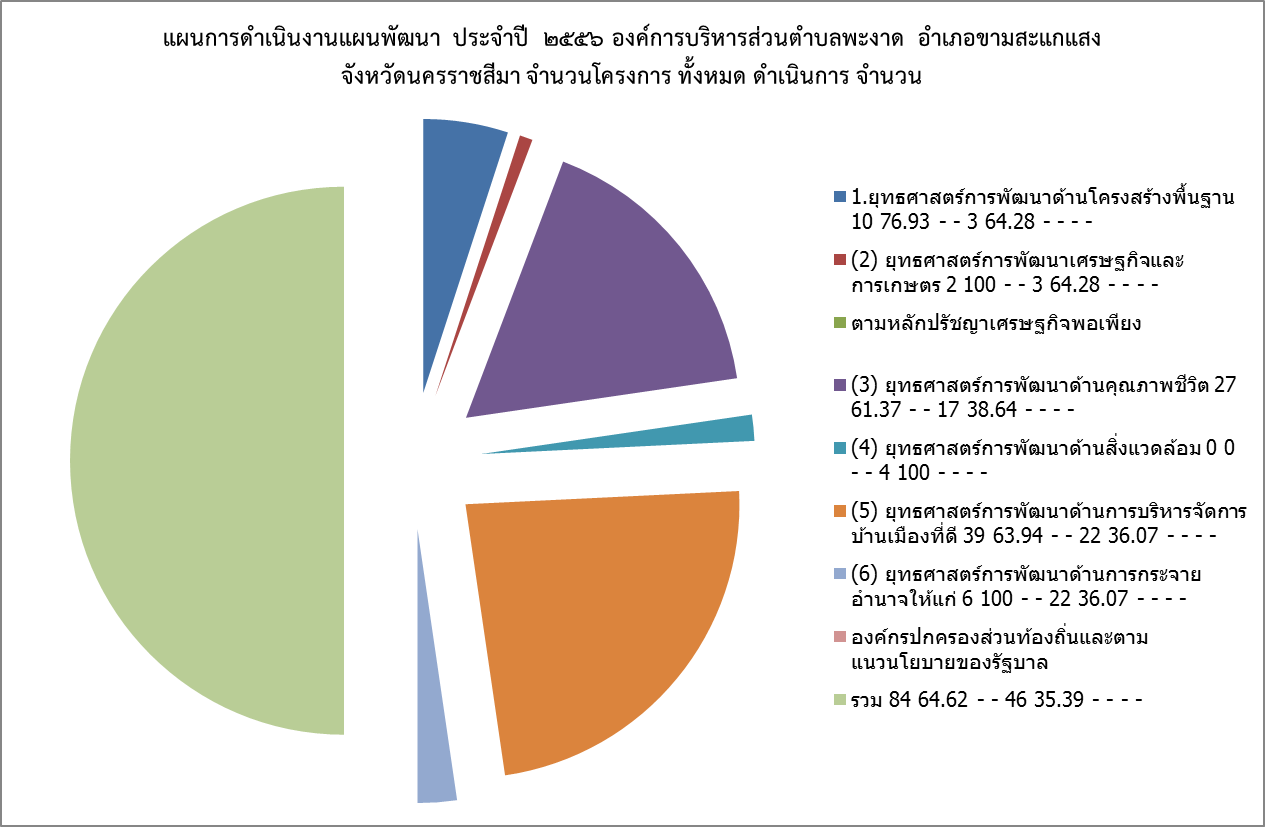 แผนการดำเนินงานแผนพัฒนา ประจำปี ๒๕๕๖ องค์การบริหารส่วนตำบลพะงาด อำเภอขามสะแกแสง
จังหวัดนครราชสีมา จำนวนโครงการ ทั้งหมด ดำเนินการ จำนวน
1.ยุทธศาสตร์การพัฒนาด้านโครงสร้างพื้นฐาน
10 76.93 - - 3 64.28 - - - -
(2) ยุทธศาสตร์การพัฒนาเศรษฐกิจและ
การเกษตร 2 100 - - 3 64.28 - - - -
ตามหลักปรัชญาเศรษฐกิจพอเพียง
(3) ยุทธศาสตร์การพัฒนาด้านคุณภาพชีวิต 27
61.37 - - 17 38.64 - - - -
(4) ยุทธศาสตร์การพัฒนาด้านสิ่งแวดล้อม 0 0
- - 4 100 - - - -
(5) ยุทธศาสตร์การพัฒนาด้านการบริหารจัดการ
บ้านเมืองที่ดี 39 63.94 - - 22 36.07 - - - -
(6) ยุทธศาสตร์การพัฒนาด้านการกระจาย
อำนาจให้แก่ 6 100 - - 22 36.07 - - - -
องค์กรปกครองส่วนท้องถิ่นและตาม
แนวนโยบายของรัฐบาล
รวม 84 64.62 - - 46 35.39 - - - -